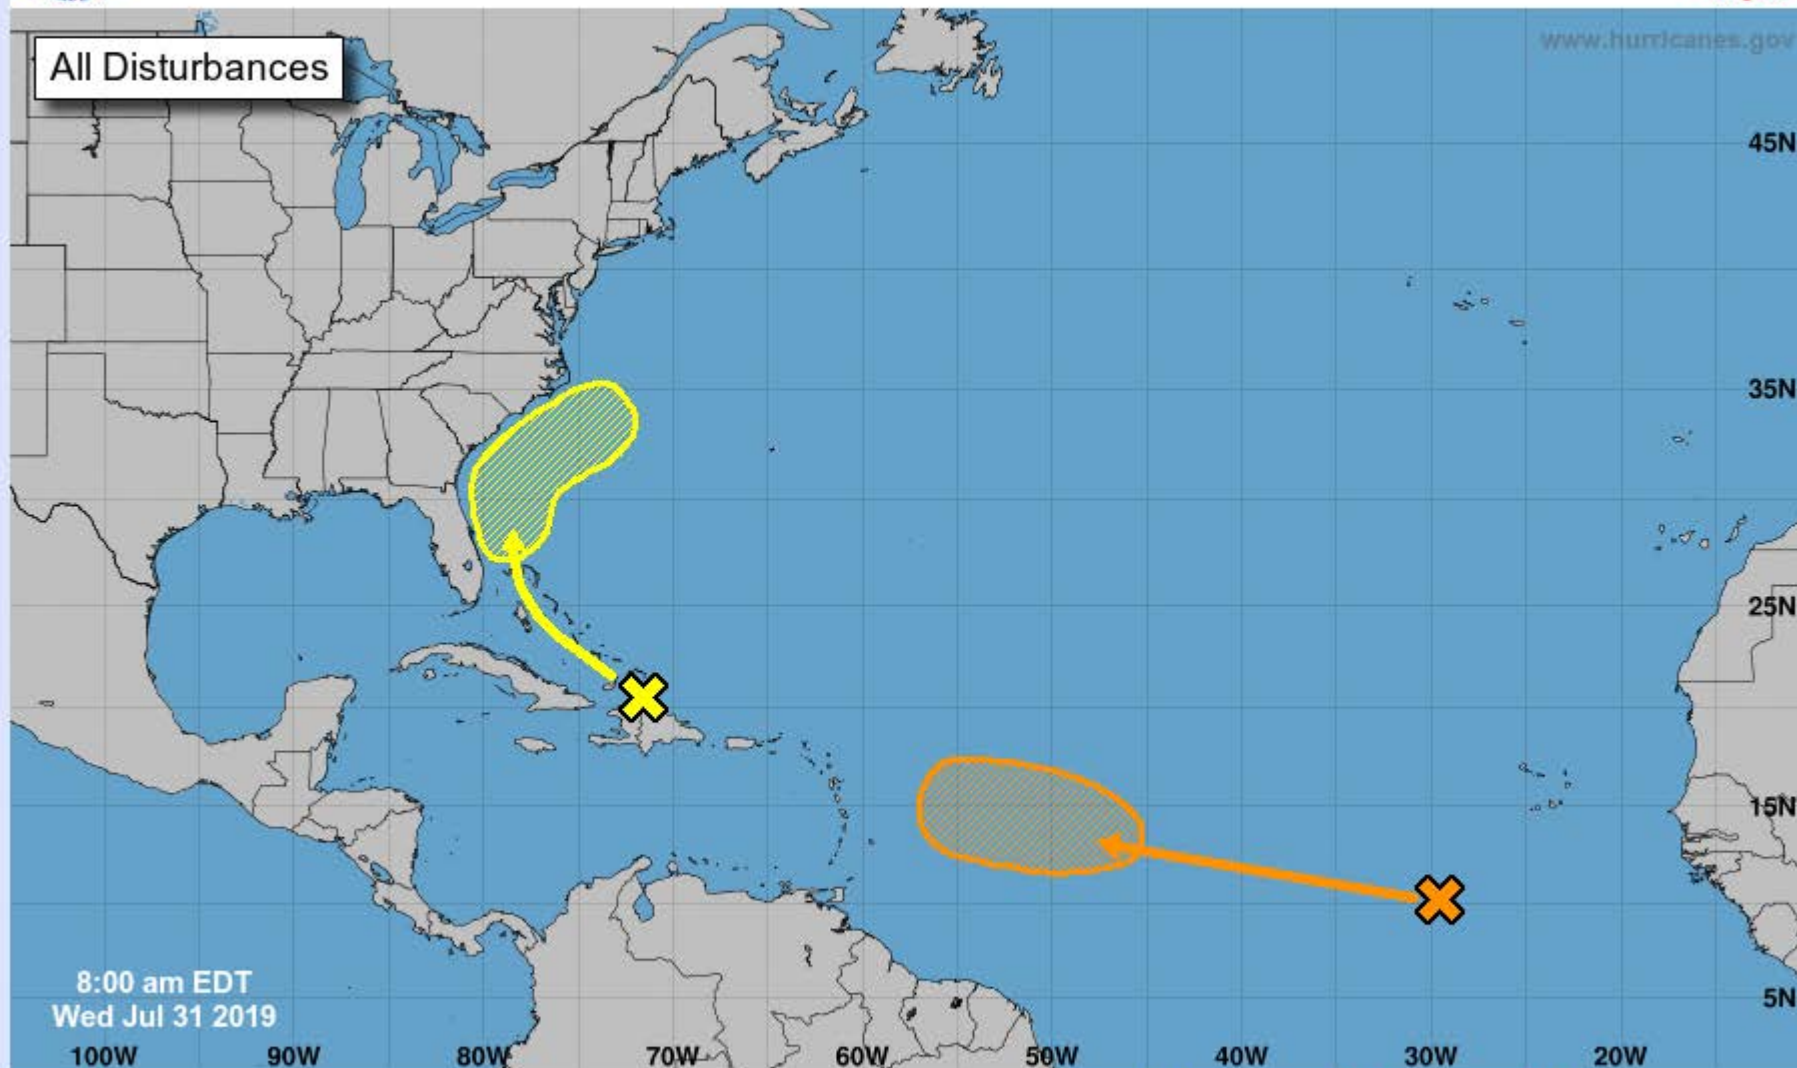 All Disturbances
www.hurricanes.gov
45N
35N
25N
15N
5N
8:00 am EDT
Wed Jul 31 2019
100W 90W 80W 70W 60W 50W 40W 30W 20W